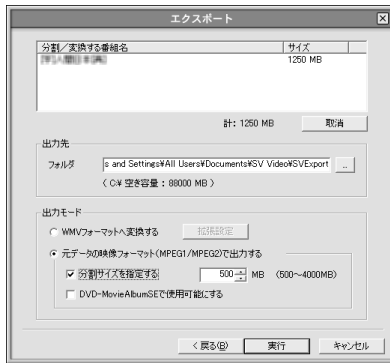 エクスポート
分割／変換する番組名 サイズ
1250 MB
計： 1250 MB 取消
出力先
フォルダ s and Settings¥All Users¥Documents¥SV Video¥SVExport ..
（ C:¥ 空き容量： 88000 MB ）
出力モード
WMVフォーマットへ変換する 拡張設定
元データの映像フォーマット（MPEG1/MPEG2）で出力する
分割サイズを指定する 500 MB （500～4000MB）
DVD-MovieAlbumSEで使用可能にする
＜戻る(B) 実行 キャンセル